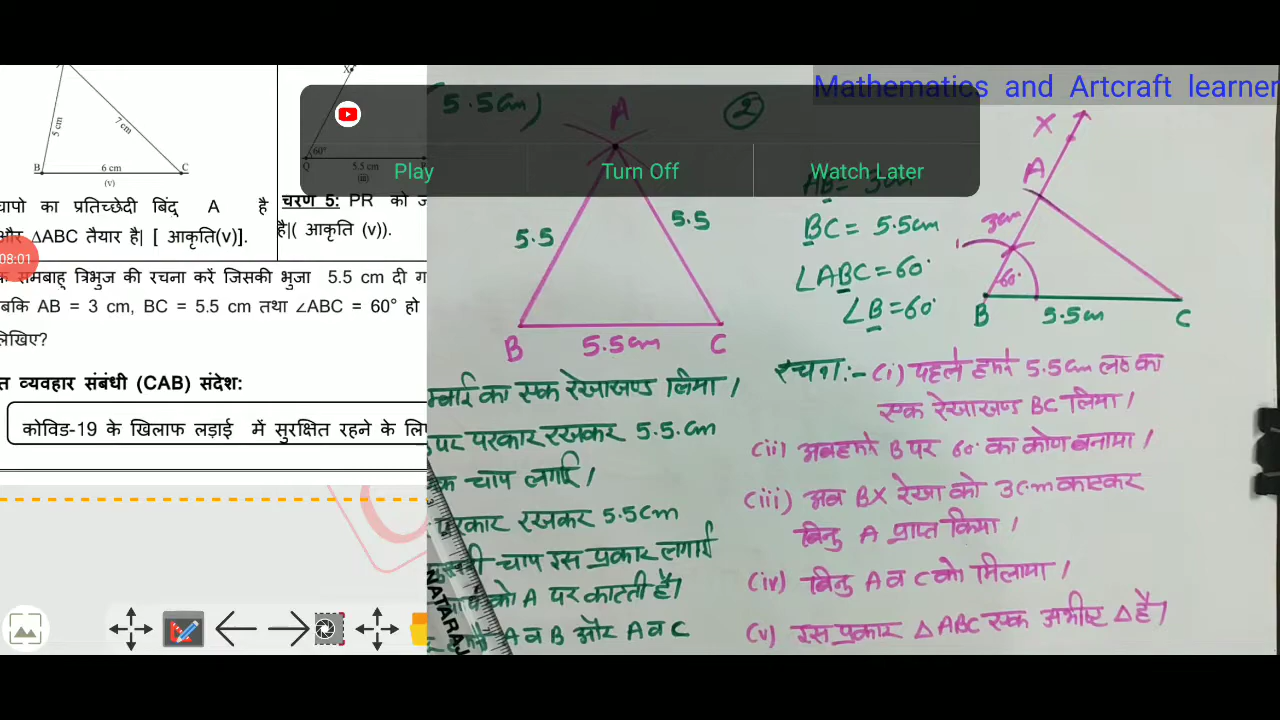 Mathematics and Artcraft learner
Play
Turn Off
Watch Later
08:01
5 cm
7 cm
B
6 cm
C
(v)
X
60°
Q
5.5 cm
(iii)
चापो का प्रतिच्छेदी बिंद् A है
और ΔABC तैयार है| [ आकृति(v)].
चरण 5: PR को
है|( आकृति (v)).
समबाह् त्रिभुज की रचना करें जिसकी भुजा 5.5 cm दी
बकि AB = 3 cm, BC = 5.5 cm तथा ∠ABC = 60° हो
लिखिए?
त व्यवहार संबंधी (CAB) संदेश:
कोविड-19 के खिलाफ लड़ाई में सुरक्षित रहने के लि
5.5cm)
A
5.5
5.5
B
5.5cm
C
का एक रेखाखण्ड लिया।
पर परकार रखकर 5.5.cm
चाप लगाई।
परकार रखकर 5.5cm
चाप इस प्रकार लगाई
को A पर काटती है।
A व B और A व C
NATARAJ
2
AB = 3cm
BC = 5.5cm
∠ABC = 60°
∠B = 60°
X
A
3cm
60°
B
5.5cm
C
रचना:- (i) पहले हमने 5.5cm लं० का
एक रेखाखण्ड BC लिया।
(ii) अब हमने B पर 60° का कोण बनाया।
(iii) अब BX रेखा को 3cm काटकर
बिन्दु A प्राप्त किया।
(iv) बिन्दु A व C को मिलाया।
(v) इस प्रकार Δ ABC एक अभीष्ट Δ है।